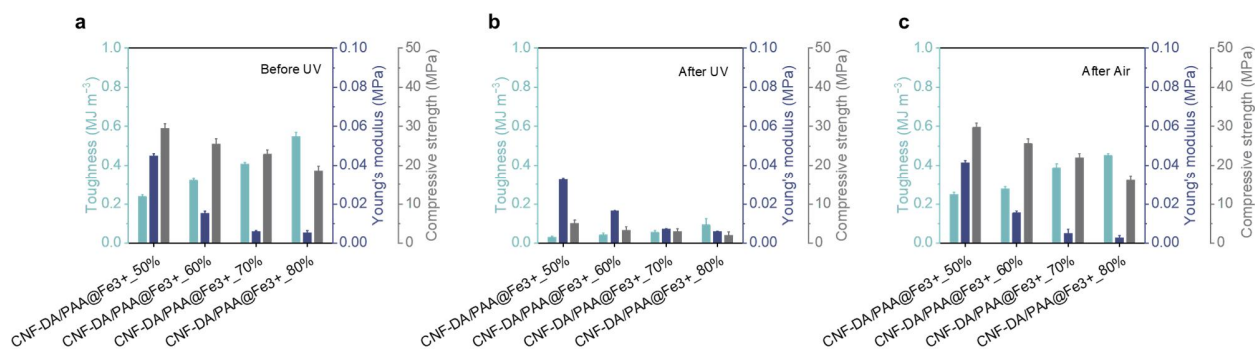 a
Before UV
Toughness (MJ m⁻³)
1.0
0.8
0.6
0.4
0.2
0.0
Young's modulus (MPa)
0.10
0.08
0.06
0.04
0.02
0.00
Compressive strength (MPa)
50
40
30
20
10
0
CNF-DA/PAA@Fe3+_50%
CNF-DA/PAA@Fe3+_60%
CNF-DA/PAA@Fe3+_70%
CNF-DA/PAA@Fe3+_80%
b
After UV
Toughness (MJ m⁻³)
1.0
0.8
0.6
0.4
0.2
0.0
Young's modulus (MPa)
0.10
0.08
0.06
0.04
0.02
0.00
Compressive strength (MPa)
50
40
30
20
10
0
CNF-DA/PAA@Fe3+_50%
CNF-DA/PAA@Fe3+_60%
CNF-DA/PAA@Fe3+_70%
CNF-DA/PAA@Fe3+_80%
c
After Air
Toughness (MJ m⁻³)
1.0
0.8
0.6
0.4
0.2
0.0
Young's modulus (MPa)
0.10
0.08
0.06
0.04
0.02
0.00
Compressive strength (MPa)
50
40
30
20
10
0
CNF-DA/PAA@Fe3+_50%
CNF-DA/PAA@Fe3+_60%
CNF-DA/PAA@Fe3+_70%
CNF-DA/PAA@Fe3+_80%